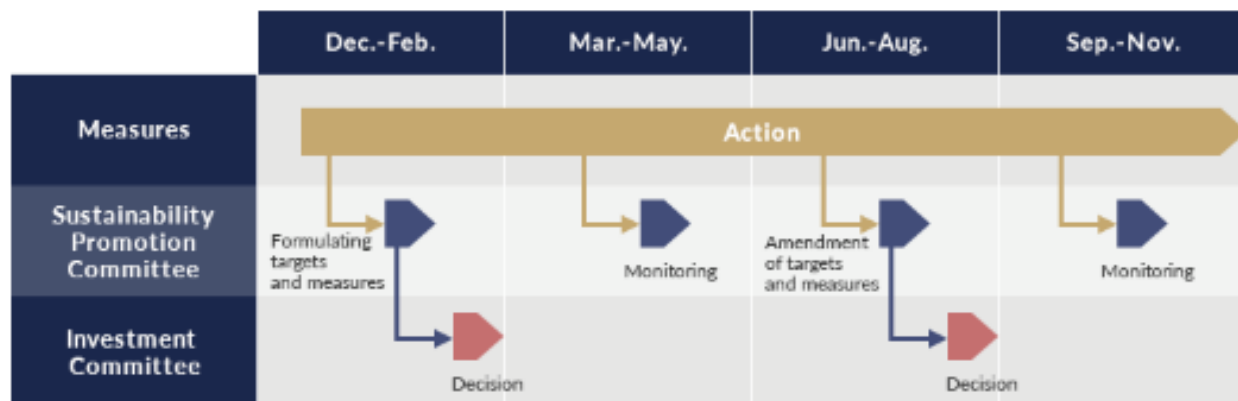 Dec.-Feb.
Mar.-May.
Jun.-Aug.
Sep.-Nov.
Measures
Action
Sustainability
Promotion
Committee
Formulating
targets
and measures
Monitoring
Amendment
of targets
and measures
Monitoring
Investment
Committee
Decision
Decision